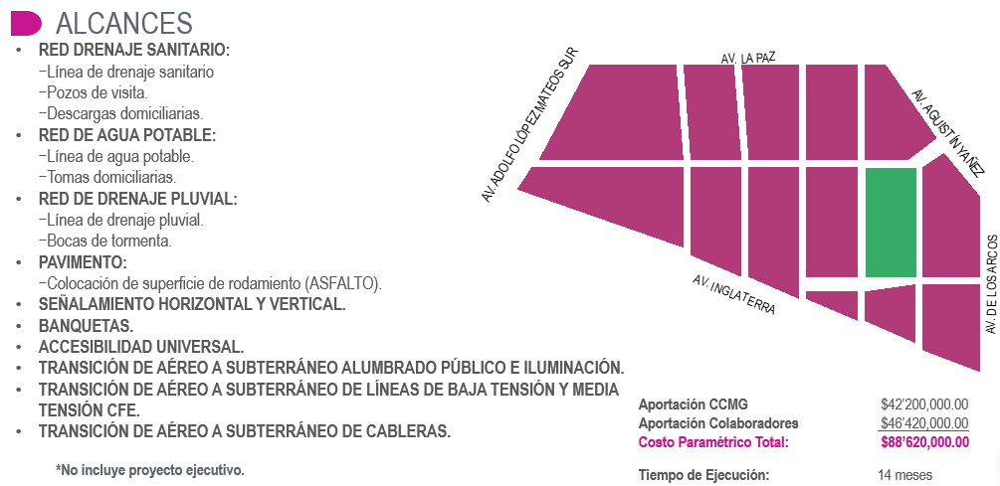 ALCANCES
• RED DRENAJE SANITARIO:
−Línea de drenaje sanitario
−Pozos de visita.
−Descargas domiciliarias.
• RED DE AGUA POTABLE:
−Línea de agua potable.
−Tomas domiciliarias.
• RED DE DRENAJE PLUVIAL:
−Línea de drenaje pluvial.
−Bocas de tormenta.
• PAVIMENTO:
−Colocación de superficie de rodamiento (ASFALTO).
• SEÑALAMIENTO HORIZONTAL Y VERTICAL.
• BANQUETAS.
• ACCESIBILIDAD UNIVERSAL.
• TRANSICIÓN DE AÉREO A SUBTERRÁNEO ALUMBRADO PÚBLICO E ILUMINACIÓN.
• TRANSICIÓN DE AÉREO A SUBTERRÁNEO DE LÍNEAS DE BAJA TENSIÓN Y MEDIA
TENSIÓN CFE.
• TRANSICIÓN DE AÉREO A SUBTERRÁNEO DE CABLERAS.
*No incluye proyecto ejecutivo.
AV. ADOLFO LÓPEZ MATEOS SUR
AV. LA PAZ
AV. AGUISTÍN YAÑEZ
AV. INGLATERRA
AV. DE LOS ARCOS
Aportación CCMG $42'200,000.00
Aportación Colaboradores $46'420,000.00
Costo Paramétrico Total: $88'620,000.00
Tiempo de Ejecución: 14 meses